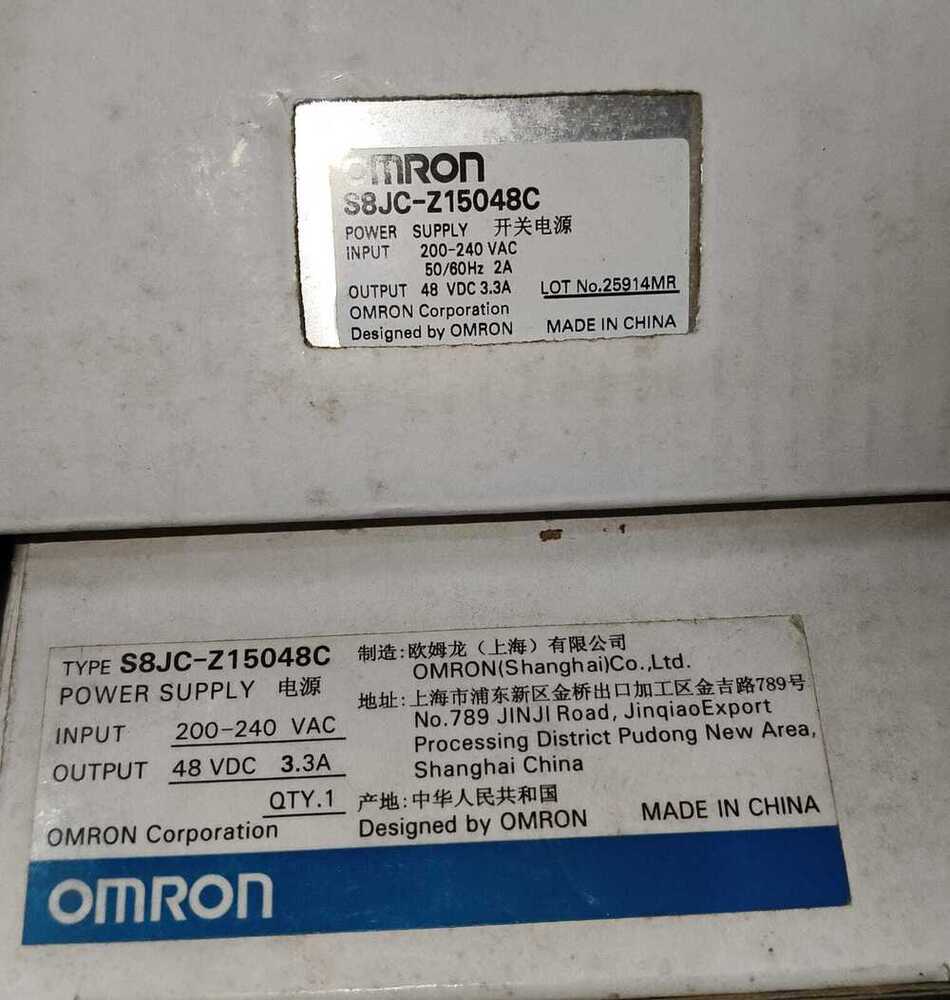 OMRON
S8JC-Z15048C
POWER SUPPLY 开关电源
INPUT 200-240 VAC
50/60Hz 2A
OUTPUT 48 VDC 3.3A LOT No.25914MR
OMRON Corporation
Designed by OMRON MADE IN CHINA
TYPE S8JC-Z15048C
POWER SUPPLY 电源
INPUT 200-240 VAC
OUTPUT 48 VDC 3.3A
QTY.1
OMRON Corporation
制造:欧姆龙（上海）有限公司
OMRON(Shanghai)Co.,Ltd.
地址:上海市浦东新区金桥出口加工区金吉路789号
No.789 JINJI Road, JinqiaoExport
Processing District Pudong New Area,
Shanghai China
产地:中华人民共和国
Designed by OMRON MADE IN CHINA
OMRON